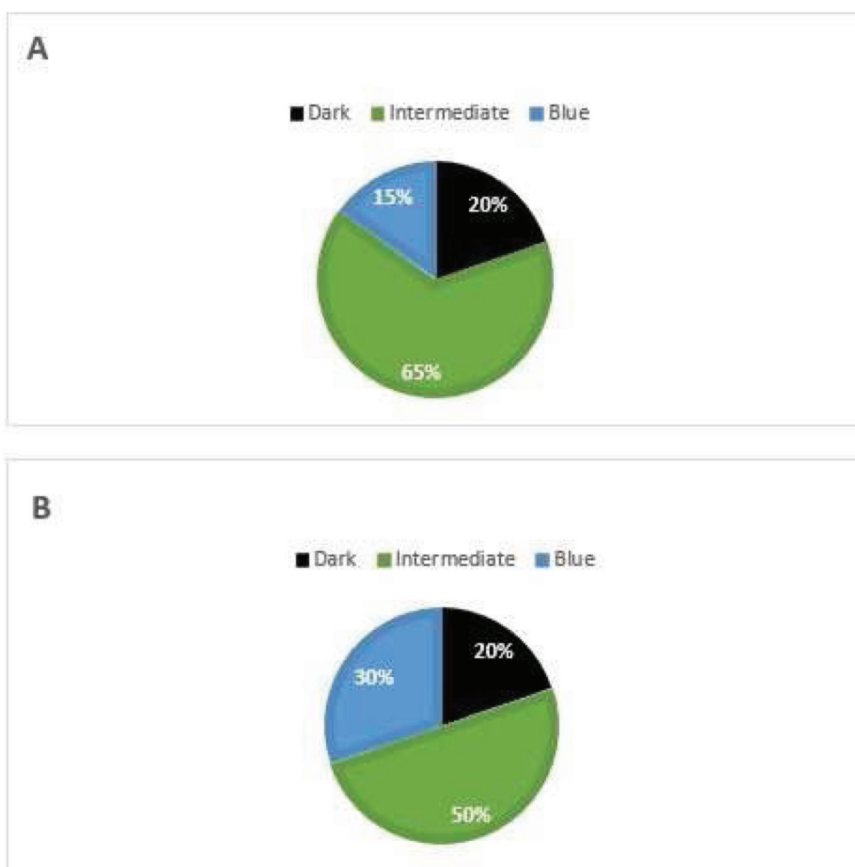 A
Dark Intermediate Blue
15%
20%
65%
B
Dark Intermediate Blue
20%
30%
50%